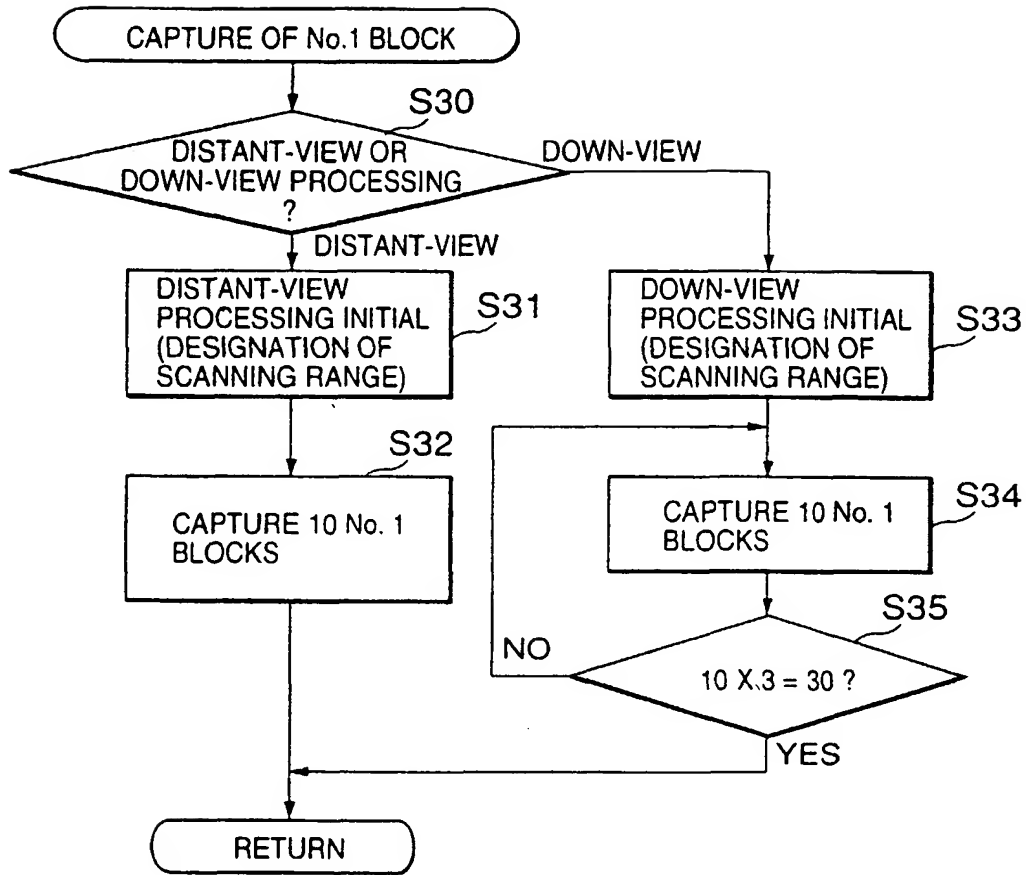 CAPTURE OF No.1 BLOCK
S30
DISTANT-VIEW OR
DOWN-VIEW PROCESSING
?
DOWN-VIEW
DISTANT-VIEW
DISTANT-VIEW
PROCESSING INITIAL
(DESIGNATION OF
SCANNING RANGE)
S31
DOWN-VIEW
PROCESSING INITIAL
(DESIGNATION OF
SCANNING RANGE)
S33
S32
CAPTURE 10 No. 1
BLOCKS
S34
CAPTURE 10 No. 1
BLOCKS
S35
NO
10 X 3 = 30 ?
YES
RETURN